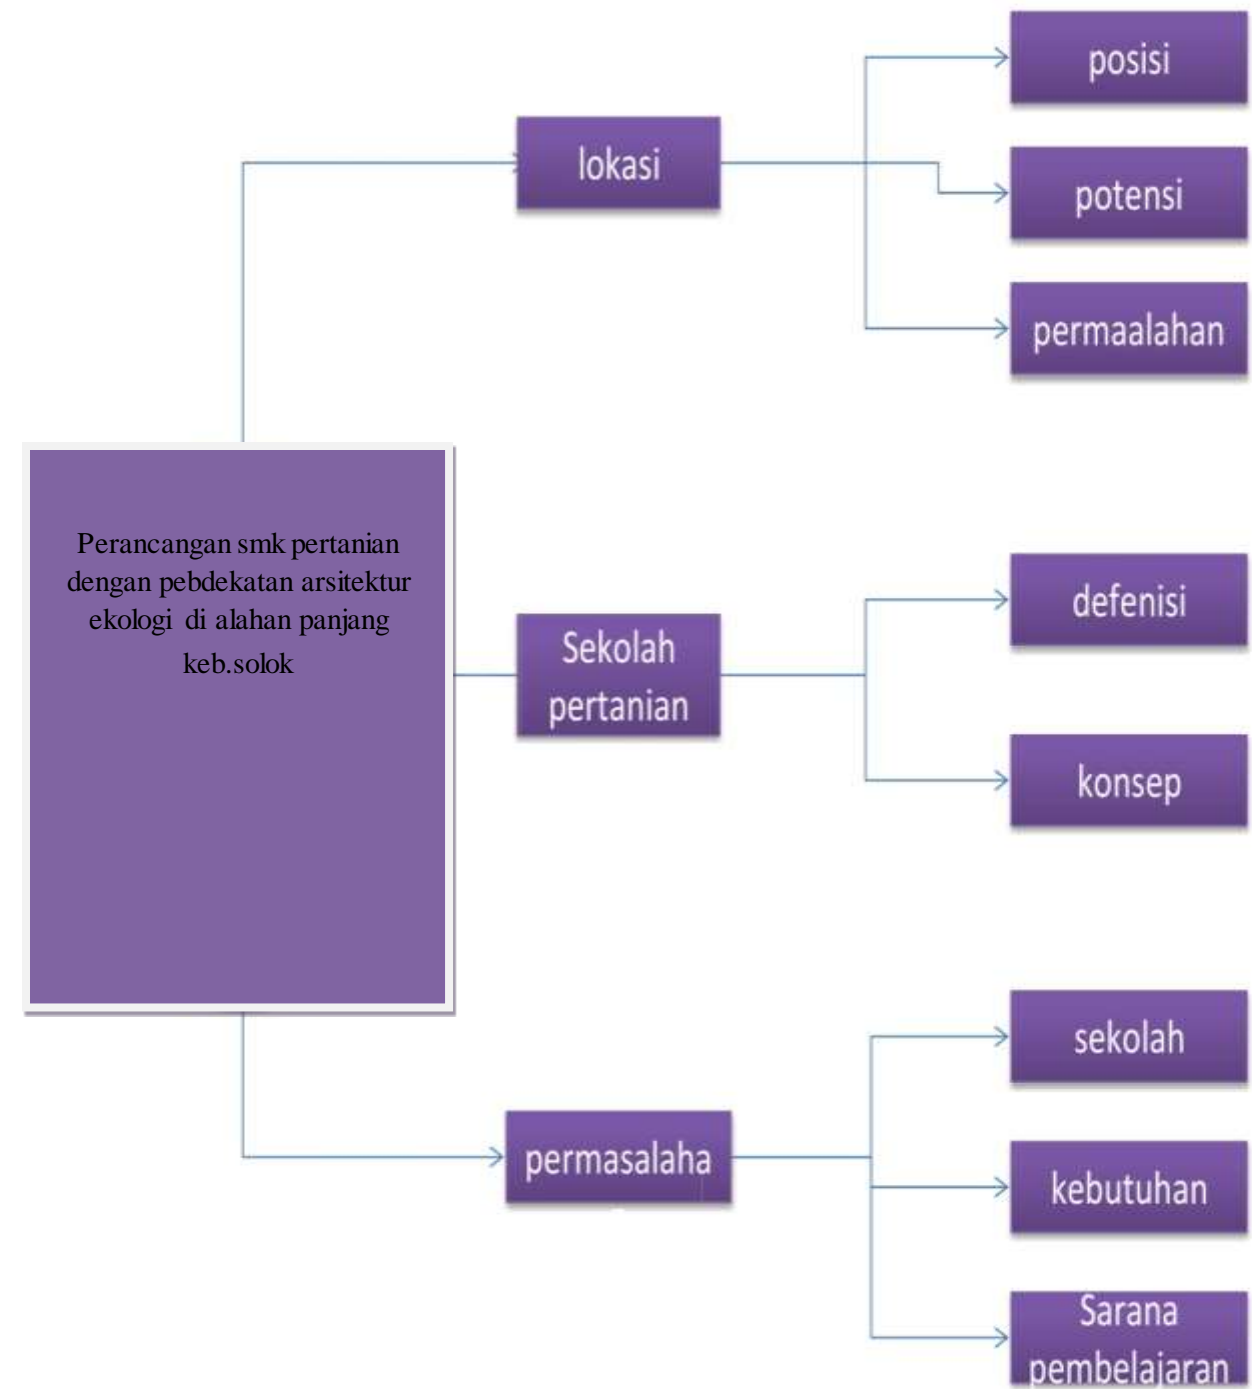 posisi
lokasi
potensi
permaalahan
Perancangan smk pertanian
dengan pebdekatan arsitektur
ekologi di alahan panjang
keb.solok
Sekolah
pertanian
defenisi
konsep
permasalaha
sekolah
kebutuhan
Sarana
pembelajaran